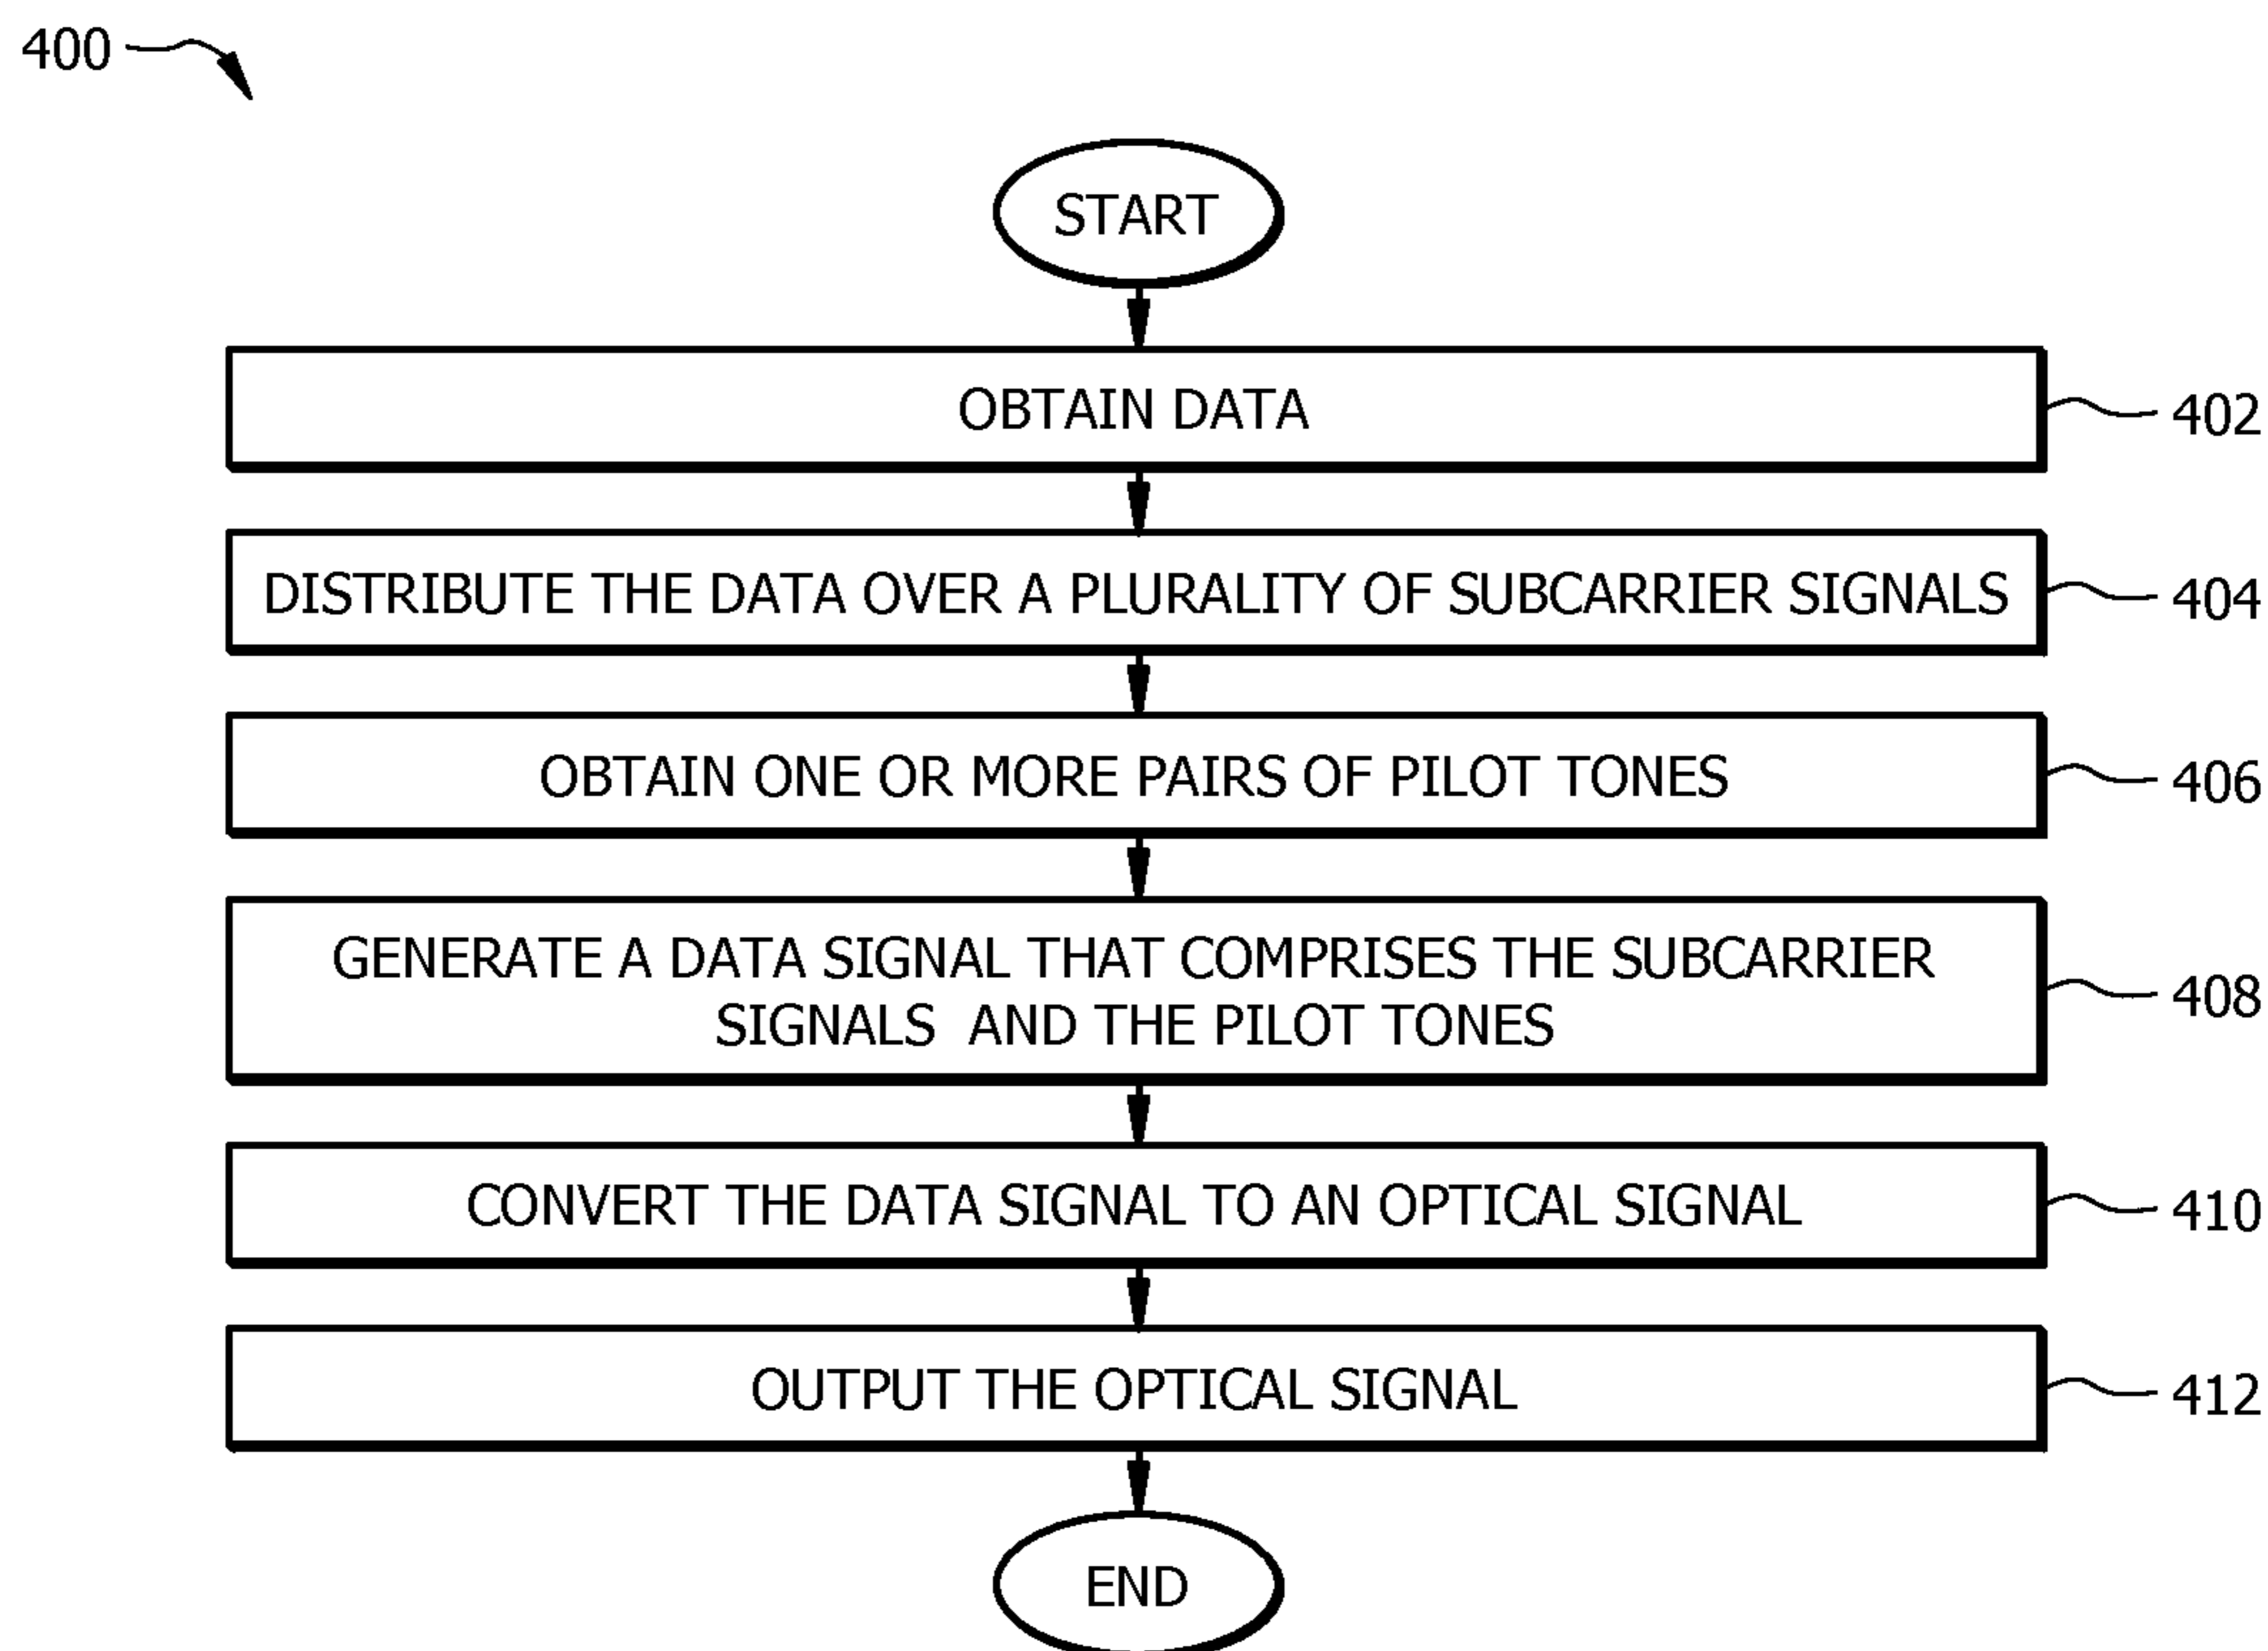 400
START
OBTAIN DATA
402
DISTRIBUTE THE DATA OVER A PLURALITY OF SUBCARRIER SIGNALS
404
OBTAIN ONE OR MORE PAIRS OF PILOT TONES
406
GENERATE A DATA SIGNAL THAT COMPRISES THE SUBCARRIER
SIGNALS AND THE PILOT TONES
408
CONVERT THE DATA SIGNAL TO AN OPTICAL SIGNAL
410
OUTPUT THE OPTICAL SIGNAL
412
END